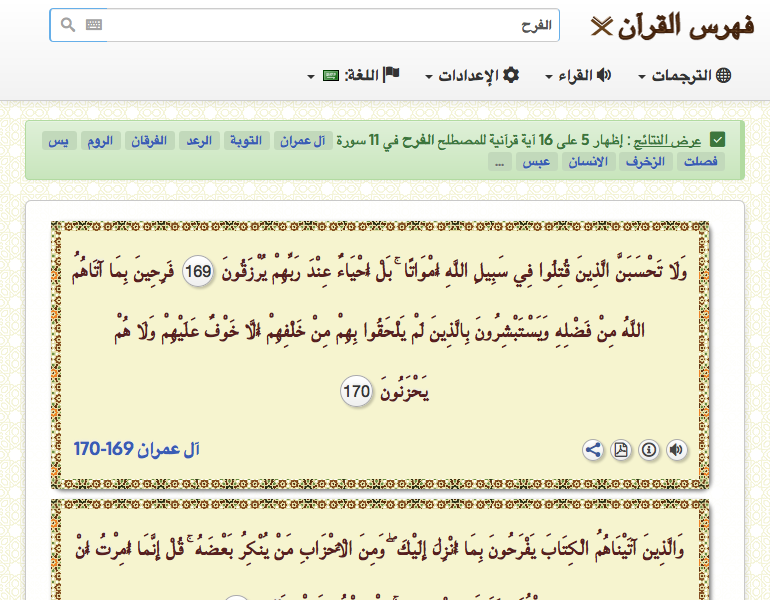 فهرس القرآن
الفرح
الترجمات القراء الإعدادات اللغة:
عرض النتائج : إظهار 5 على 16 آية قرآنية للمصطلح الفرح في 11 سورة آل عمران التوبة الرعد الفرقان الروم يس
فصلت الزخرف الانسان عبس ...
وَلَا تَحْسَبَنَّ الَّذِينَ قُتِلُوا فِي سَبِيلِ اللَّهِ أَمْوَاتًا ۚ بَلْ أَحْيَاءٌ عِنْدَ رَبِّهِمْ يُرْزَقُونَ 169 فَرِحِينَ بِمَا آتَاهُمُ
اللَّهُ مِنْ فَضْلِهِ وَيَسْتَبْشِرُونَ بِالَّذِينَ لَمْ يَلْحَقُوا بِهِمْ مِنْ خَلْفِهِمْ أَلَّا خَوْفٌ عَلَيْهِمْ وَلَا هُمْ
يَحْزَنُونَ 170
آل عمران 169-170
وَالَّذِينَ آتَيْنَاهُمُ الْكِتَابَ يَفْرَحُونَ بِمَا أُنْزِلَ إِلَيْكَ ۖ وَمِنَ الْأَحْزَابِ مَنْ يُنْكِرُ بَعْضَهُ ۚ قُلْ إِنَّمَا أُمِرْتُ أَنْ